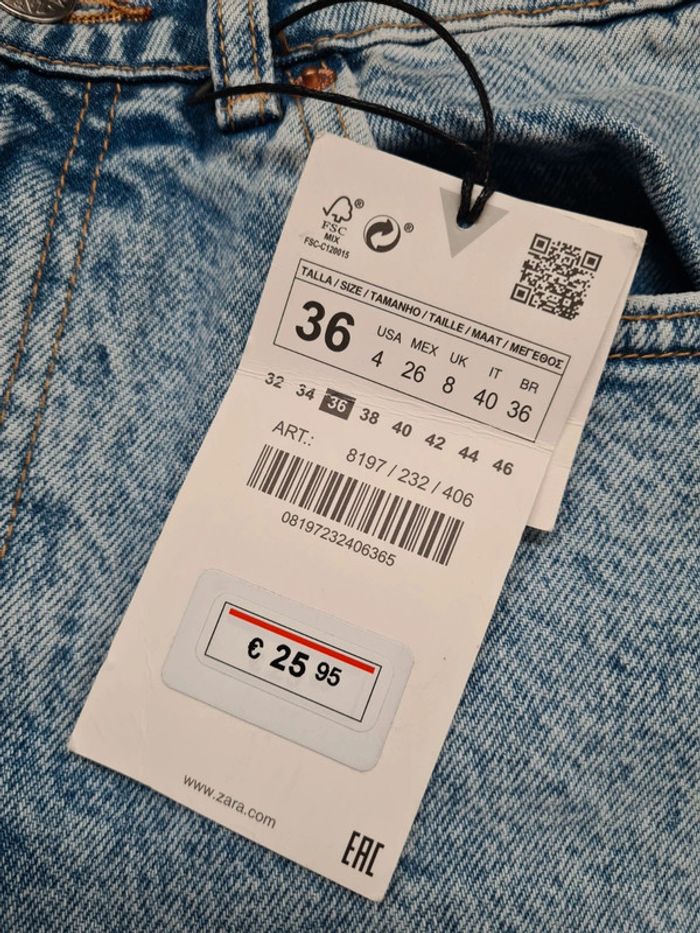 FSC®
MIX
FSC-C120015
®
TALLA / SIZE / TAMANHO / TAILLE / MAAT / ΜΕΓΕΘΟΣ
36
USA MEX UK IT BR
4 26 8 40 36
32 34 36 38 40 42 44 46
ART.: 8197 / 232 / 406
08197232406365
€ 25 95
www.zara.com
EAC